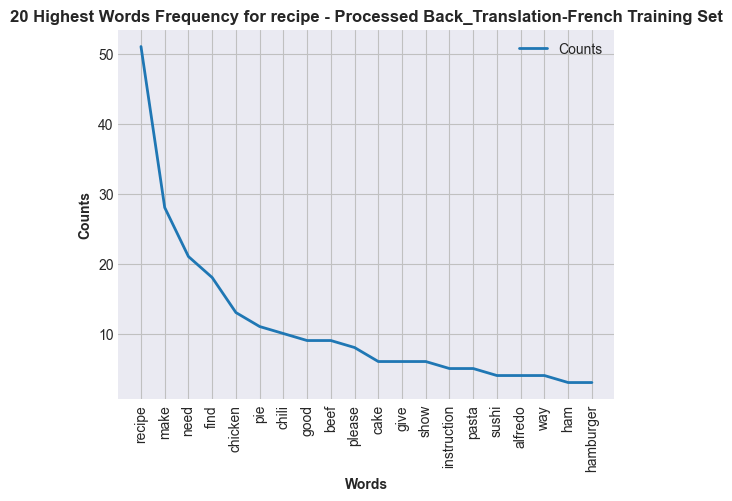 20 Highest Words Frequency for recipe - Processed Back_Translation-French Training Set
Counts
50
40
30
20
10
Counts
recipe
make
need
find
chicken
pie
chili
good
beef
please
cake
give
show
instruction
pasta
sushi
alfredo
way
ham
hamburger
Words